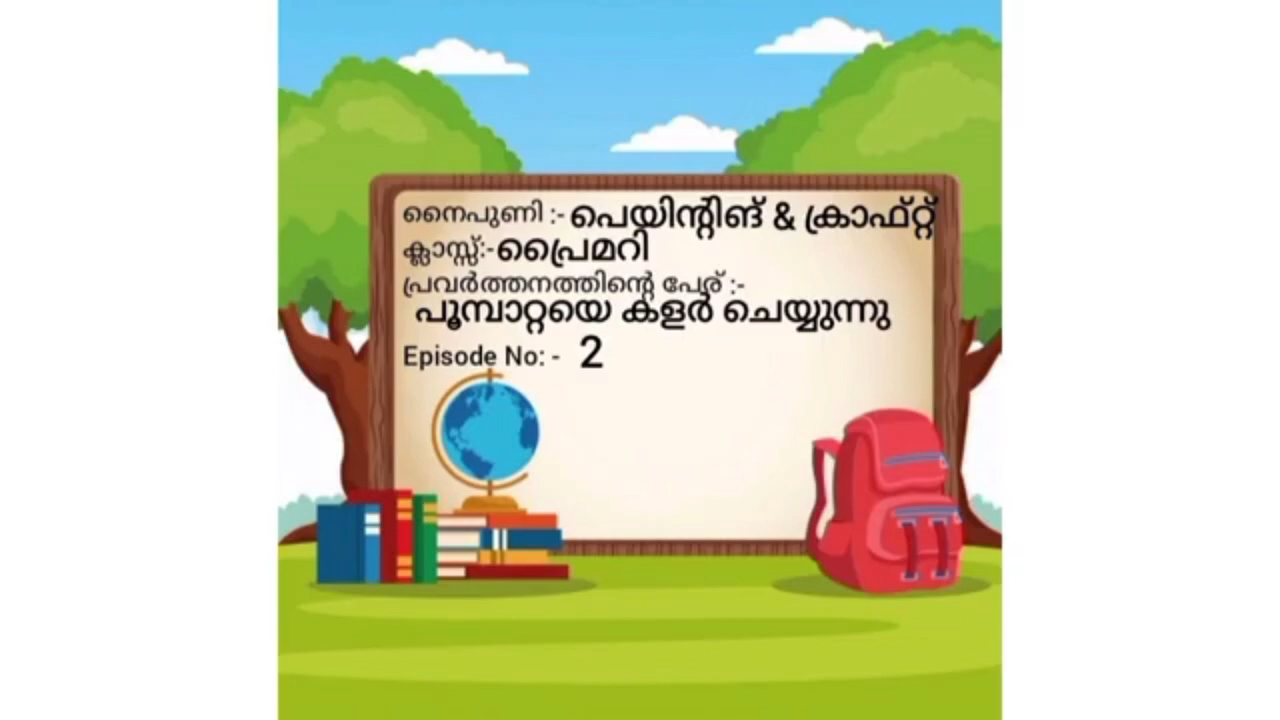 നൈപുണി :- പെയിന്റിങ് & ക്രാഫ്റ്റ്
ക്ലാസ്സ്:- പ്രൈമറി
പ്രവർത്തനത്തിന്റെ പേര് :-
പൂമ്പാറ്റയെ കളർ ചെയ്യുന്നു
Episode No: - 2